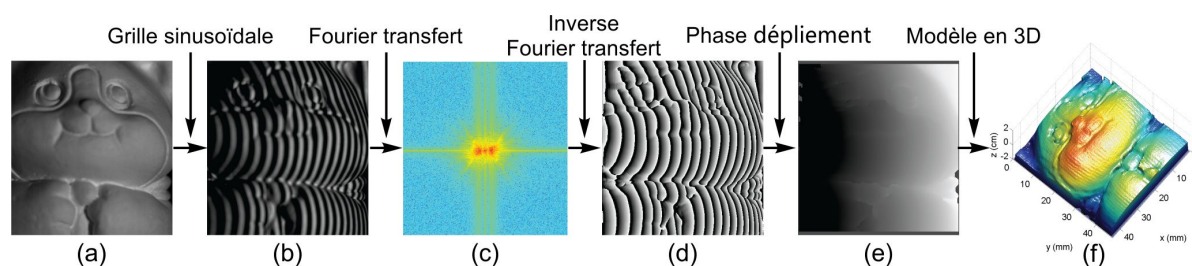 Grille sinusoïdale
Fourier transfert
Inverse
Fourier transfert
Phase dépliement
Modèle en 3D
2
0
-2
z (cm)
0
10
20
30
40
y (mm)
10
20
30
40
x (mm)
(a)
(b)
(c)
(d)
(e)
(f)